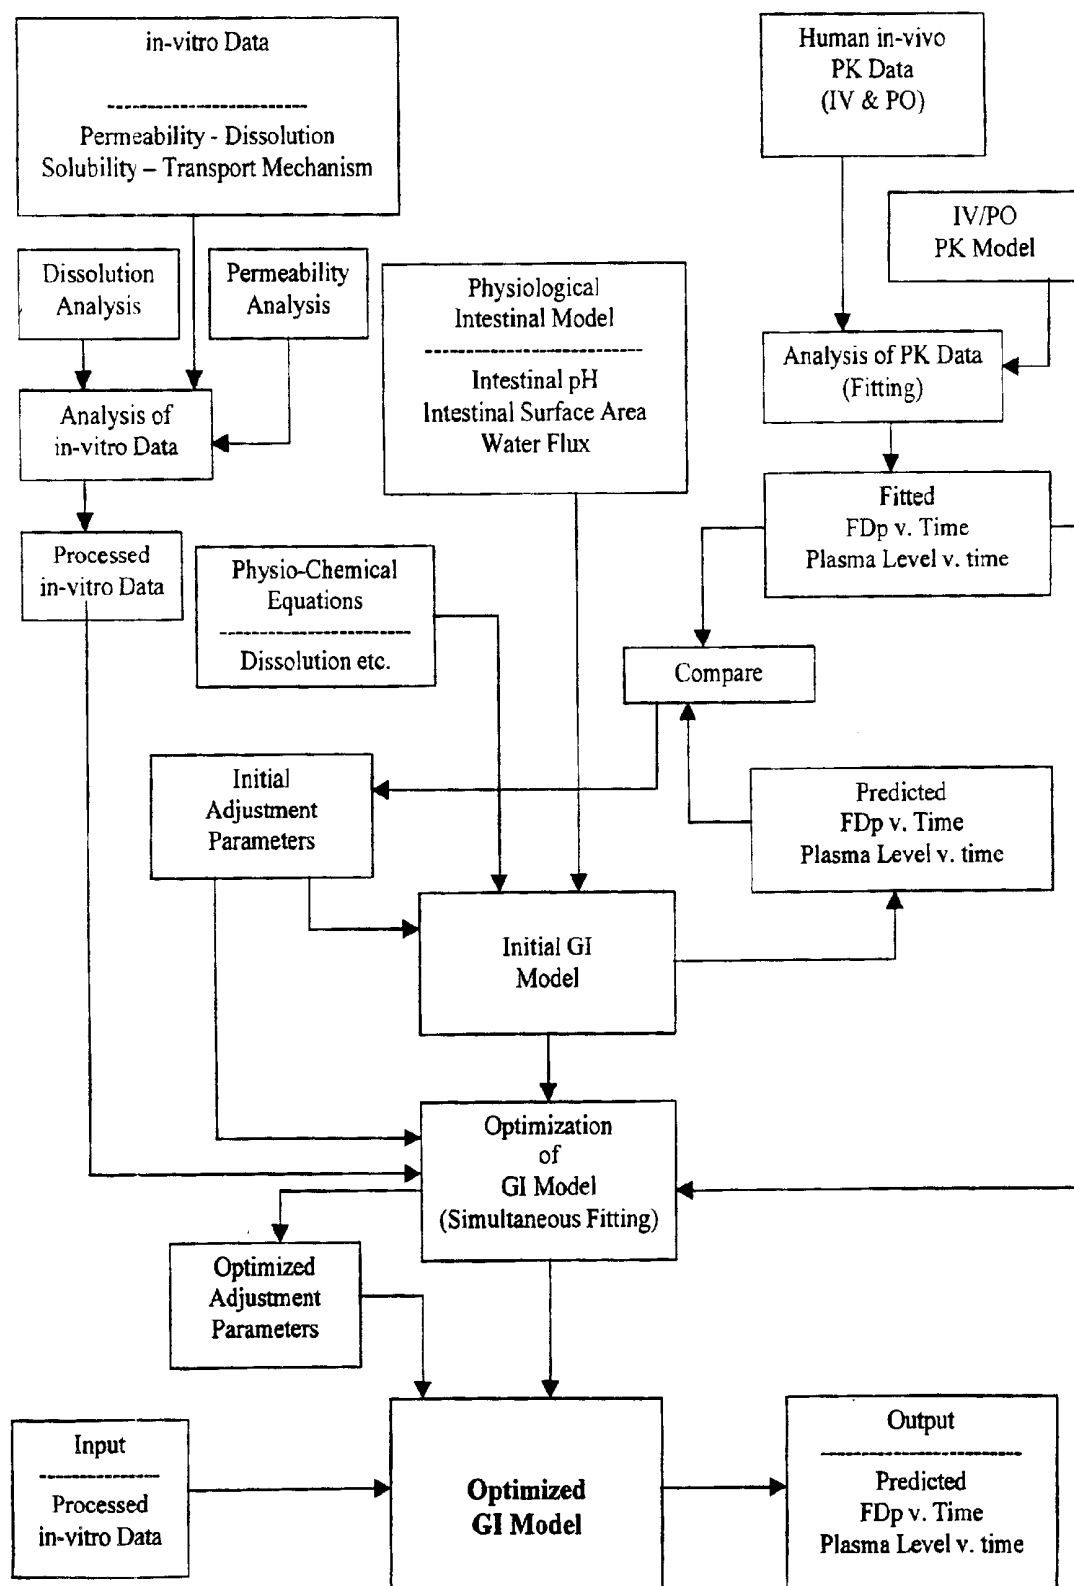 in-vitro Data
Permeability - Dissolution
Solubility – Transport Mechanism
Human in-vivo
PK Data
(IV & PO)
IV/PO
PK Model
Dissolution
Analysis
Permeability
Analysis
Physiological
Intestinal Model
Intestinal pH
Intestinal Surface Area
Water Flux
Analysis of PK Data
(Fitting)
Analysis of
in-vitro Data
Fitted
FDp v. Time
Plasma Level v. time
Processed
in-vitro Data
Physio-Chemical
Equations
Dissolution etc.
Compare
Initial
Adjustment
Parameters
Predicted
FDp v. Time
Plasma Level v. time
Initial GI
Model
Optimization
of
GI Model
(Simultaneous Fitting)
Optimized
Adjustment
Parameters
Input
Processed
in-vitro Data
Optimized
GI Model
Output
Predicted
FDp v. Time
Plasma Level v. time